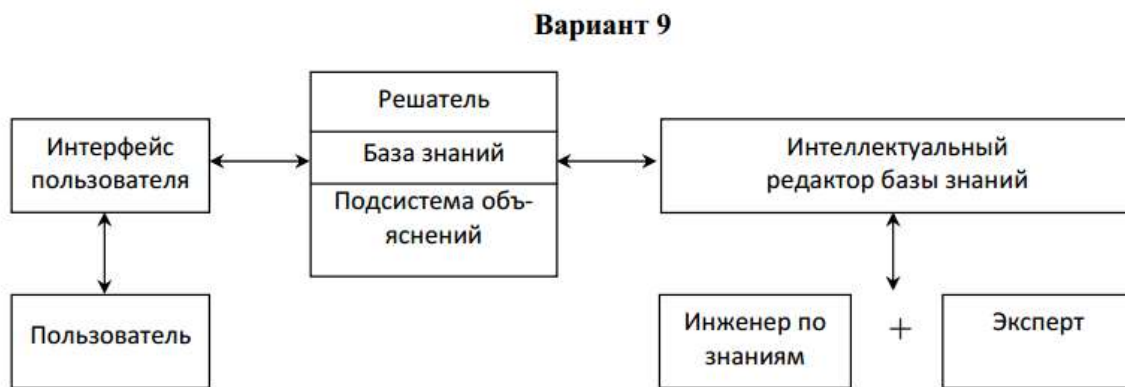 Вариант 9
Решатель
Интерфейс
пользователя
База знаний
Интеллектуальный
редактор базы знаний
Подсистема объ-
яснений
Пользователь
Инженер по
знаниям
+
Эксперт